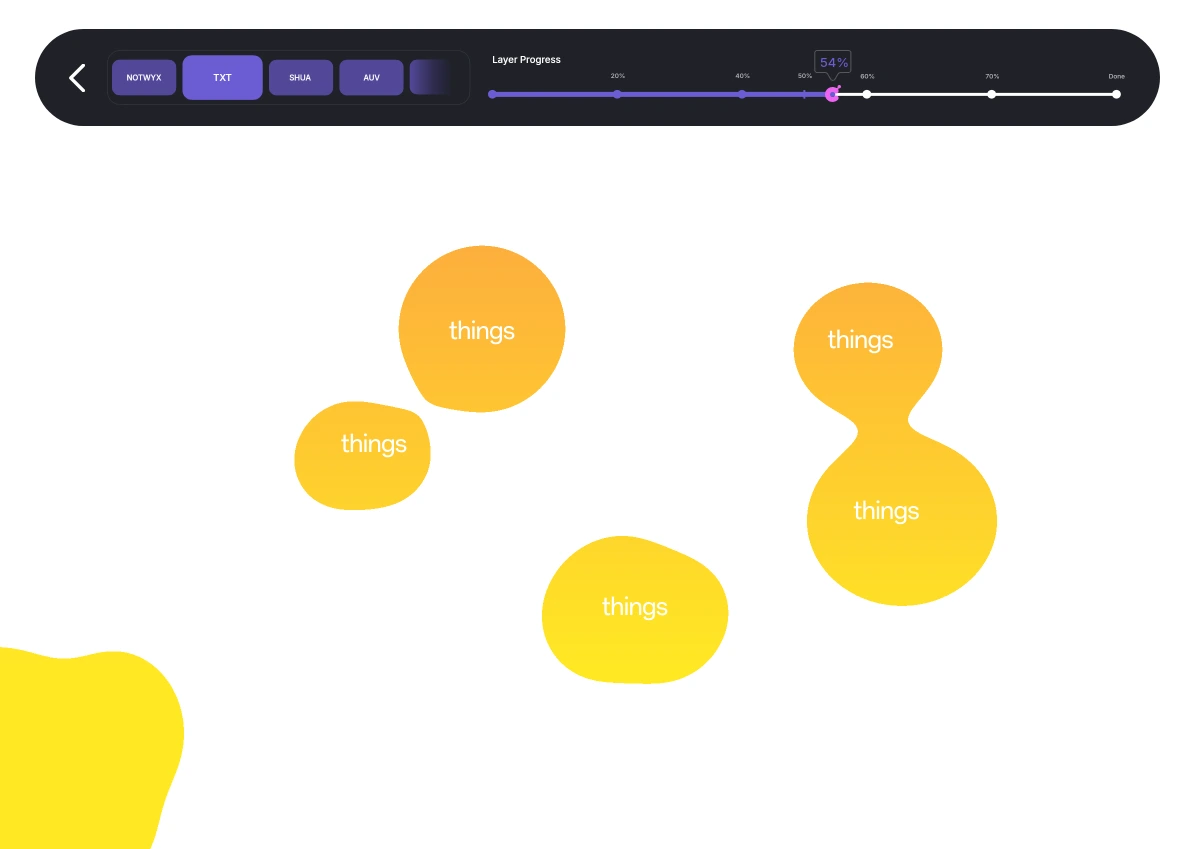 NOTWYX
TXT
SHUA
AUV
Layer Progress
20%
40%
50%
54%
60%
70%
Done
things
things
things
things
things